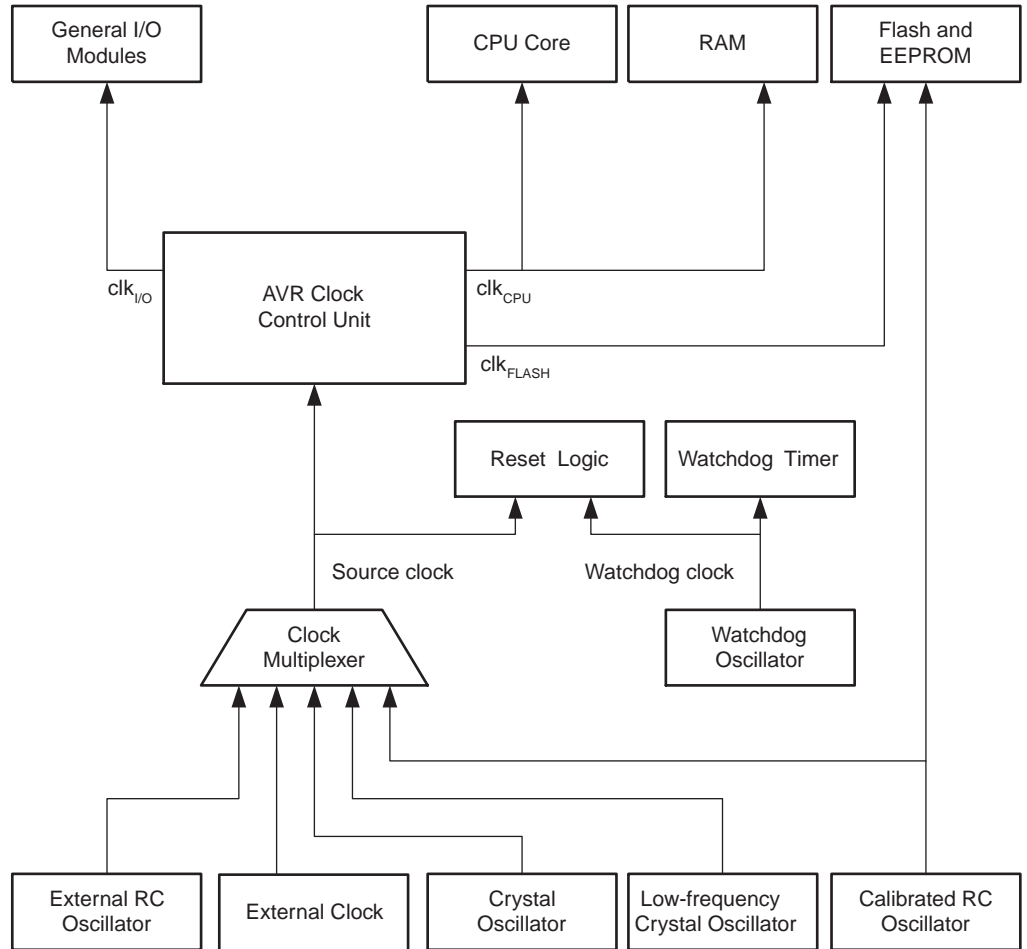 General I/O
Modules
CPU Core
RAM
Flash and
EEPROM
clkI/O
AVR Clock
Control Unit
clkCPU
clkFLASH
Reset Logic
Watchdog Timer
Source clock
Watchdog clock
Clock
Multiplexer
Watchdog
Oscillator
External RC
Oscillator
External Clock
Crystal
Oscillator
Low-frequency
Crystal Oscillator
Calibrated RC
Oscillator